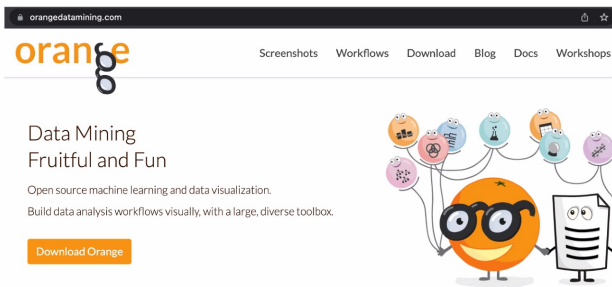 orangedatamining.com
orange
Screenshots Workflows Download Blog Docs Workshops
Data Mining
Fruitful and Fun
Open source machine learning and data visualization.
Build data analysis workflows visually, with a large, diverse toolbox.
Download Orange